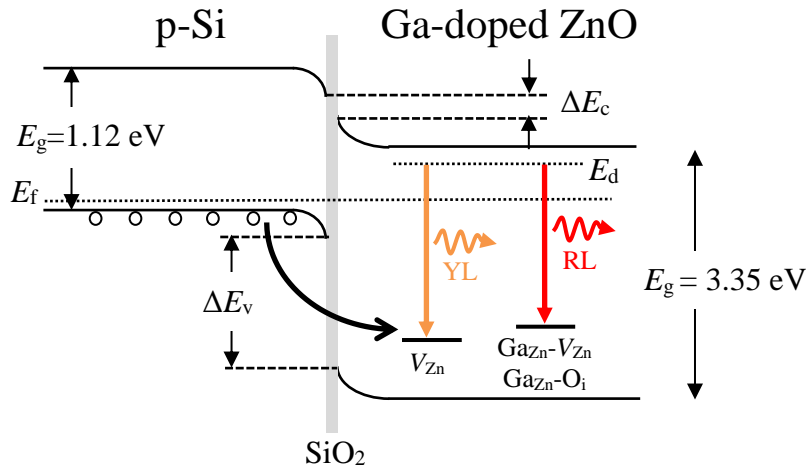 p-Si
Ga-doped ZnO
ΔEc
Eg=1.12 eV
Ef
Ed
YL
RL
Eg = 3.35 eV
ΔEv
VZn
GaZn-VZn
GaZn-Oi
SiO2